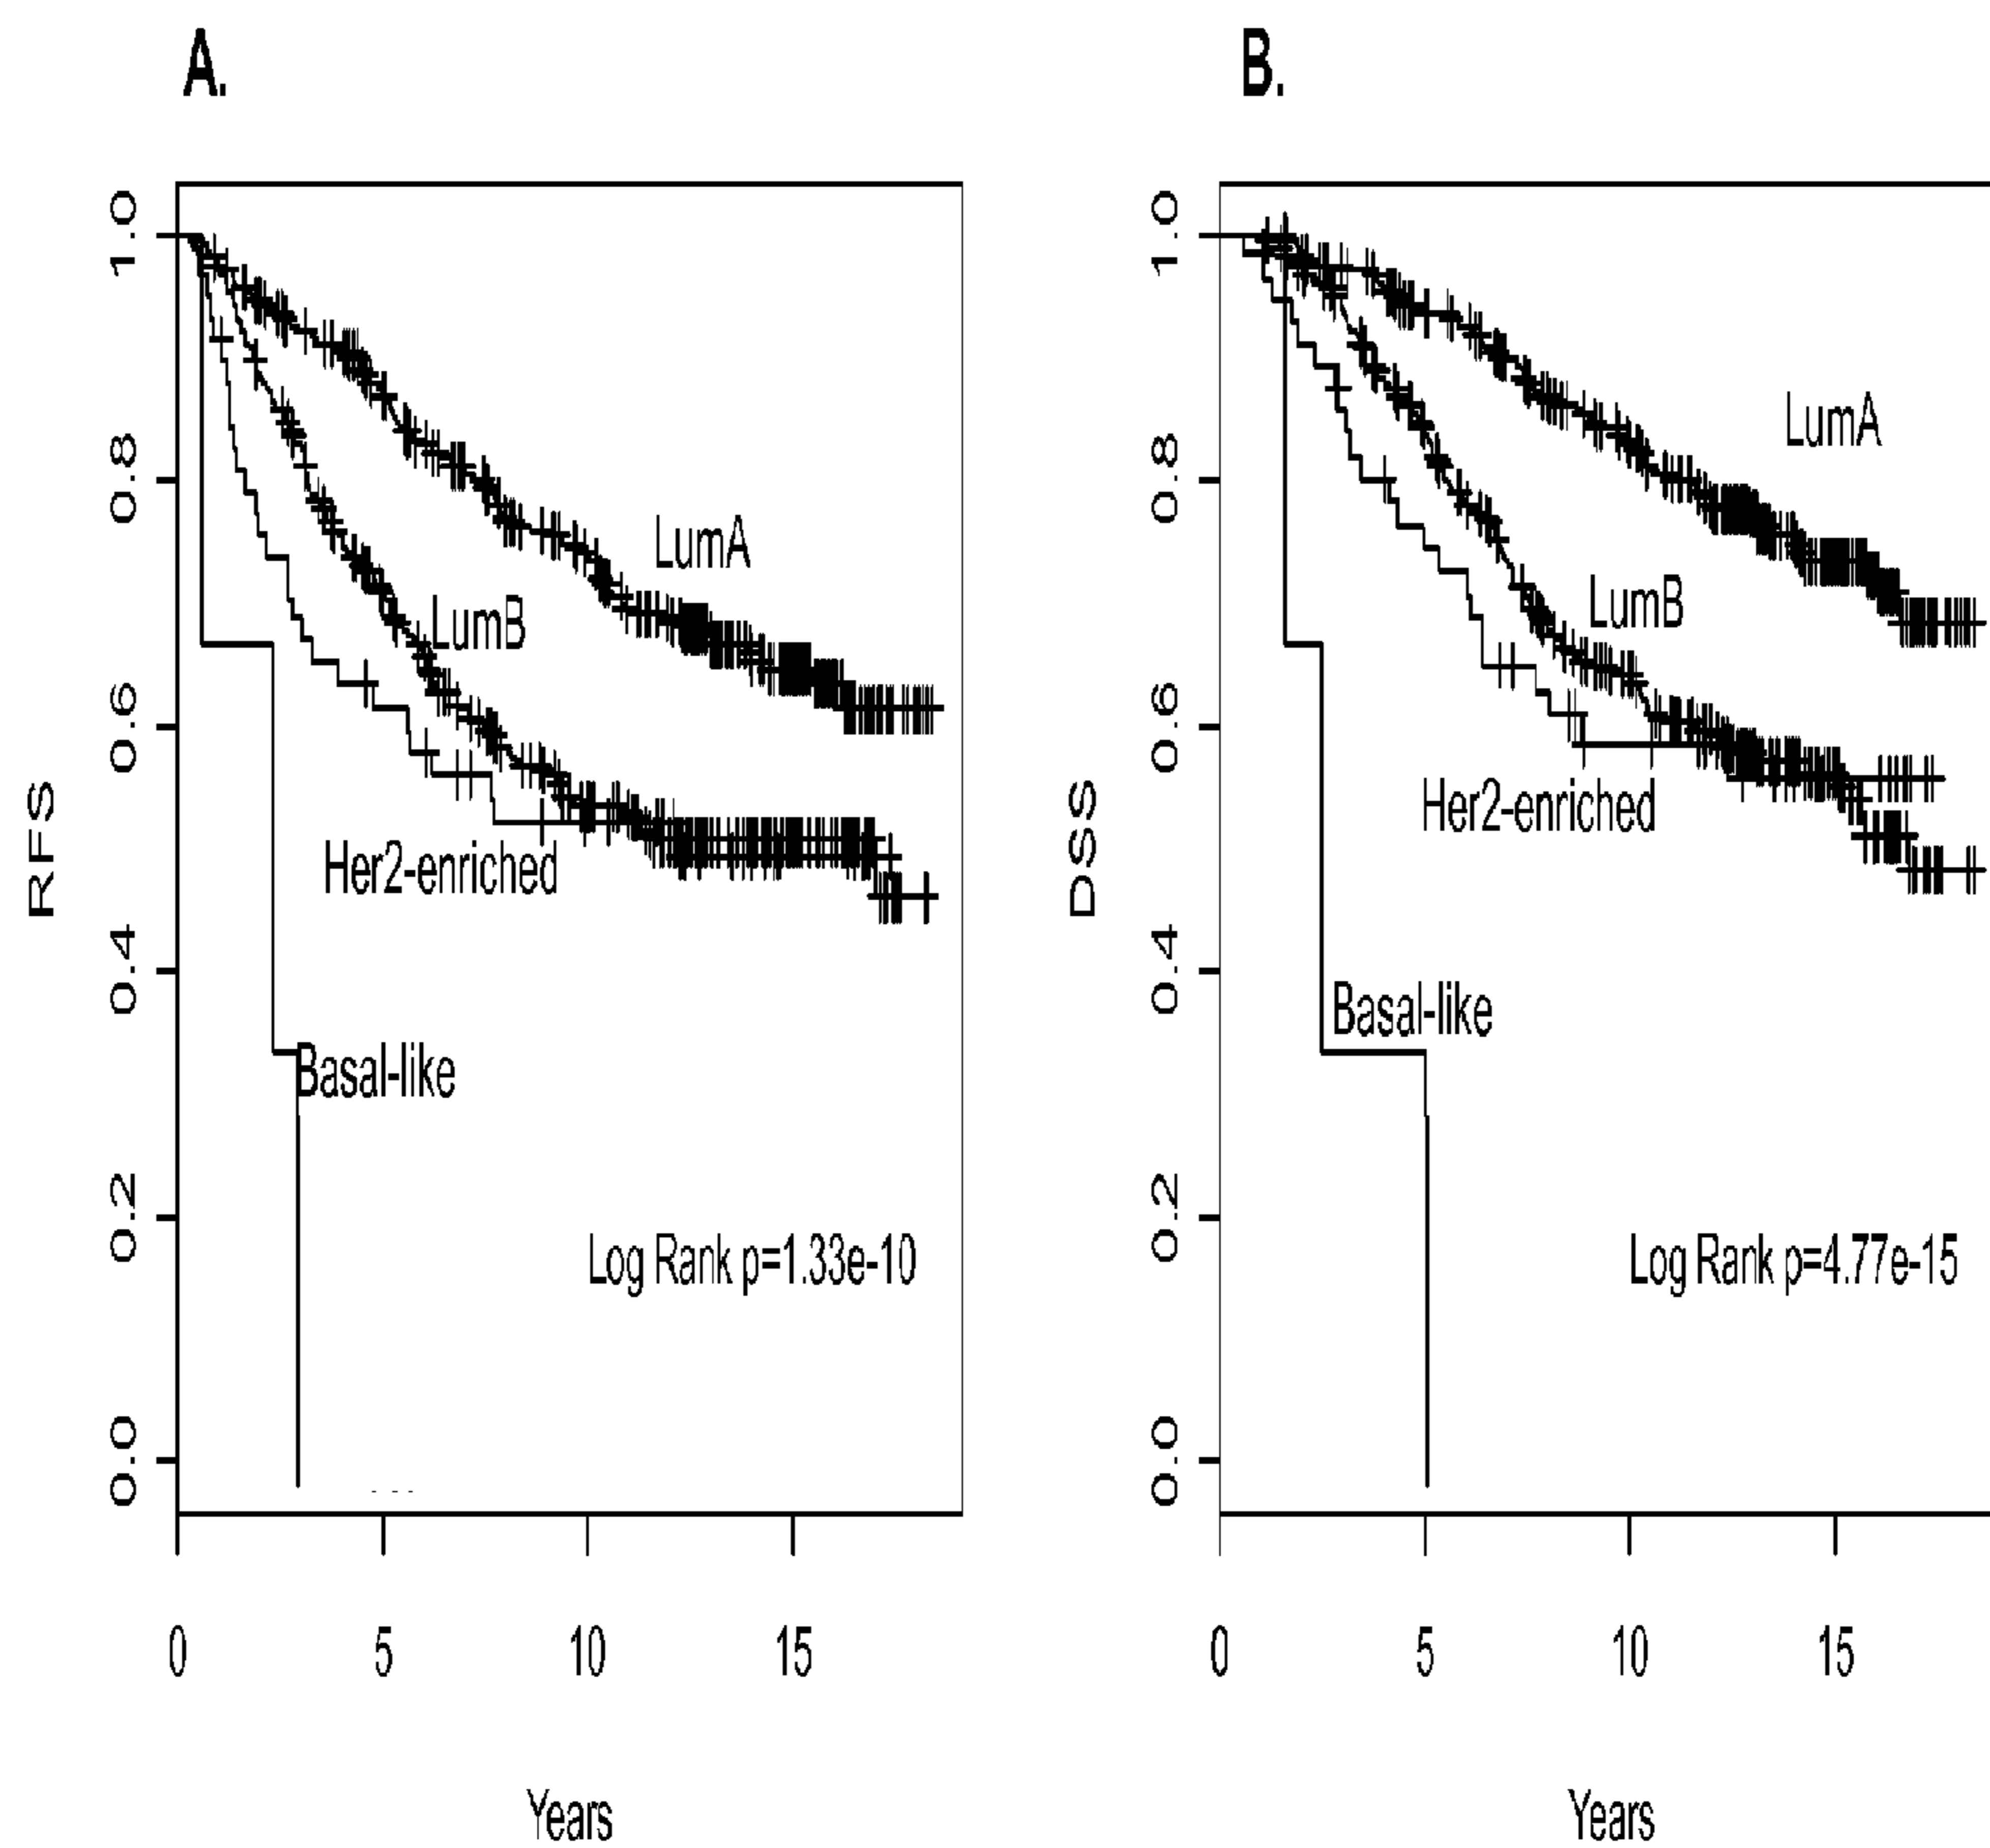 A.
RFS
1.0
0.8
0.6
0.4
0.2
0.0
LumA
LumB
Her2-enriched
Basal-like
Log Rank p=1.33e-10
0 5 10 15
Years
B.
DSS
1.0
0.8
0.6
0.4
0.2
0.0
LumA
LumB
Her2-enriched
Basal-like
Log Rank p=4.77e-15
0 5 10 15
Years